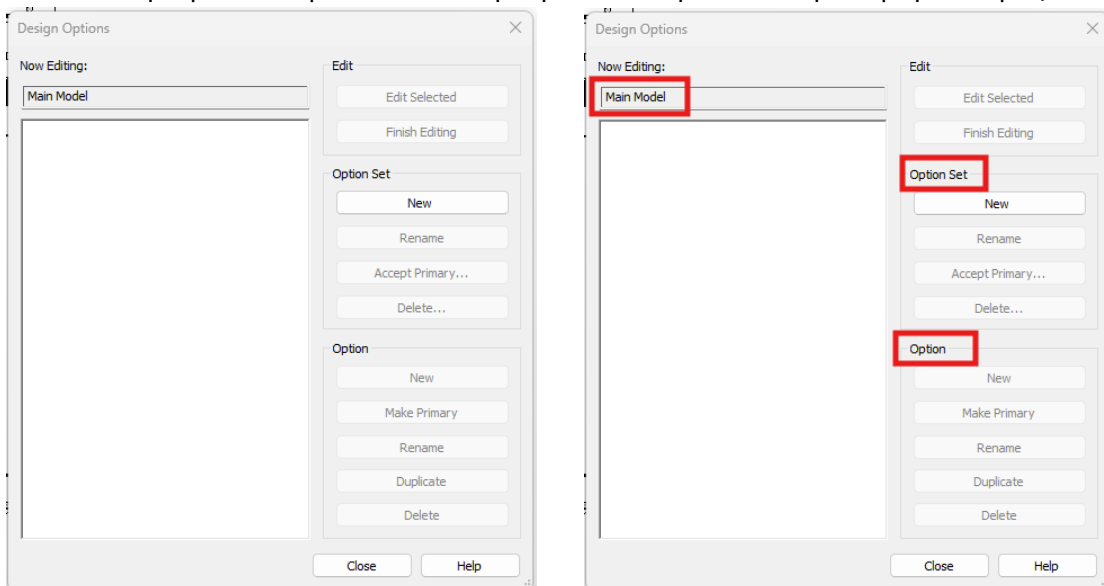 Design Options
Now Editing:
Main Model
Edit
Edit Selected
Finish Editing
Option Set
New
Rename
Accept Primary...
Delete...
Option
New
Make Primary
Rename
Duplicate
Delete
Close
Help
Design Options
Now Editing:
Main Model
Edit
Edit Selected
Finish Editing
Option Set
New
Rename
Accept Primary...
Delete...
Option
New
Make Primary
Rename
Duplicate
Delete
Close
Help